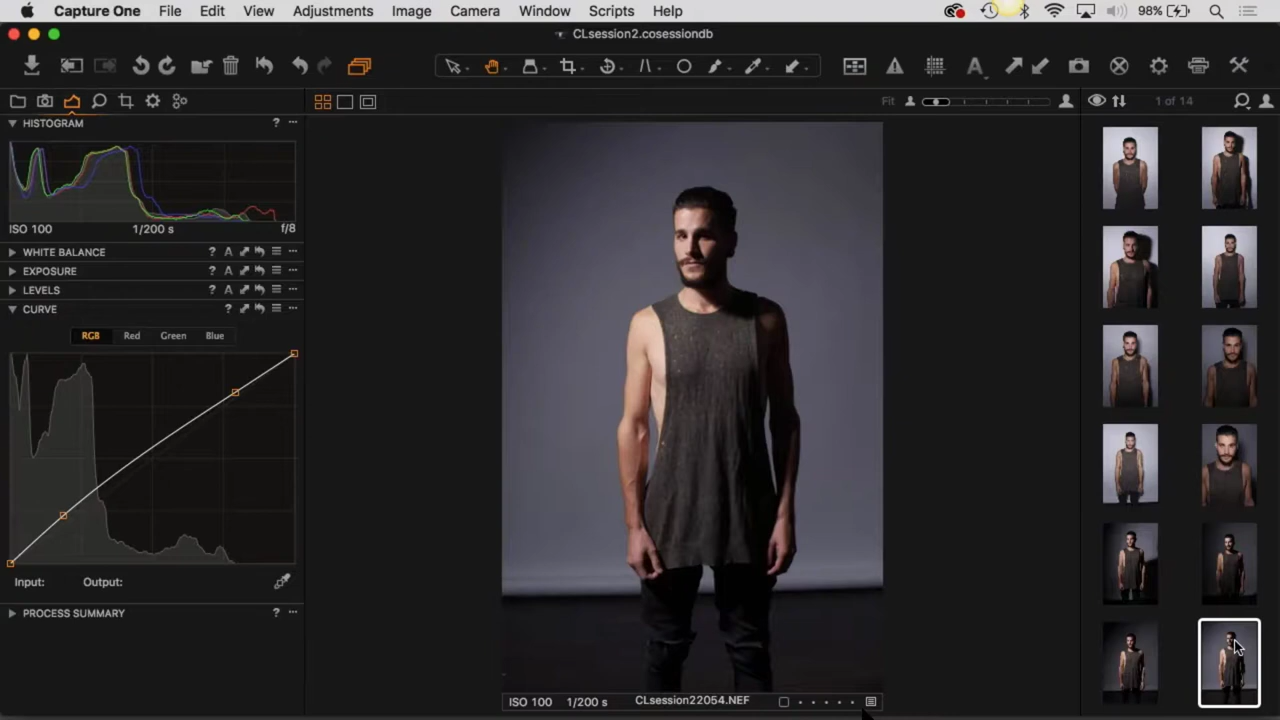 Capture One File Edit View Adjustments Image Camera Window Scripts Help 98%
CLsession2.cosessiondb
Fit 1 of 14
HISTOGRAM ?
ISO 100 1/200 s f/8
WHITE BALANCE ? A
EXPOSURE ? A
LEVELS ? A
CURVE ?
RGB Red Green Blue
Input: Output:
PROCESS SUMMARY ?
ISO 100 1/200 s CLsession22054.NEF